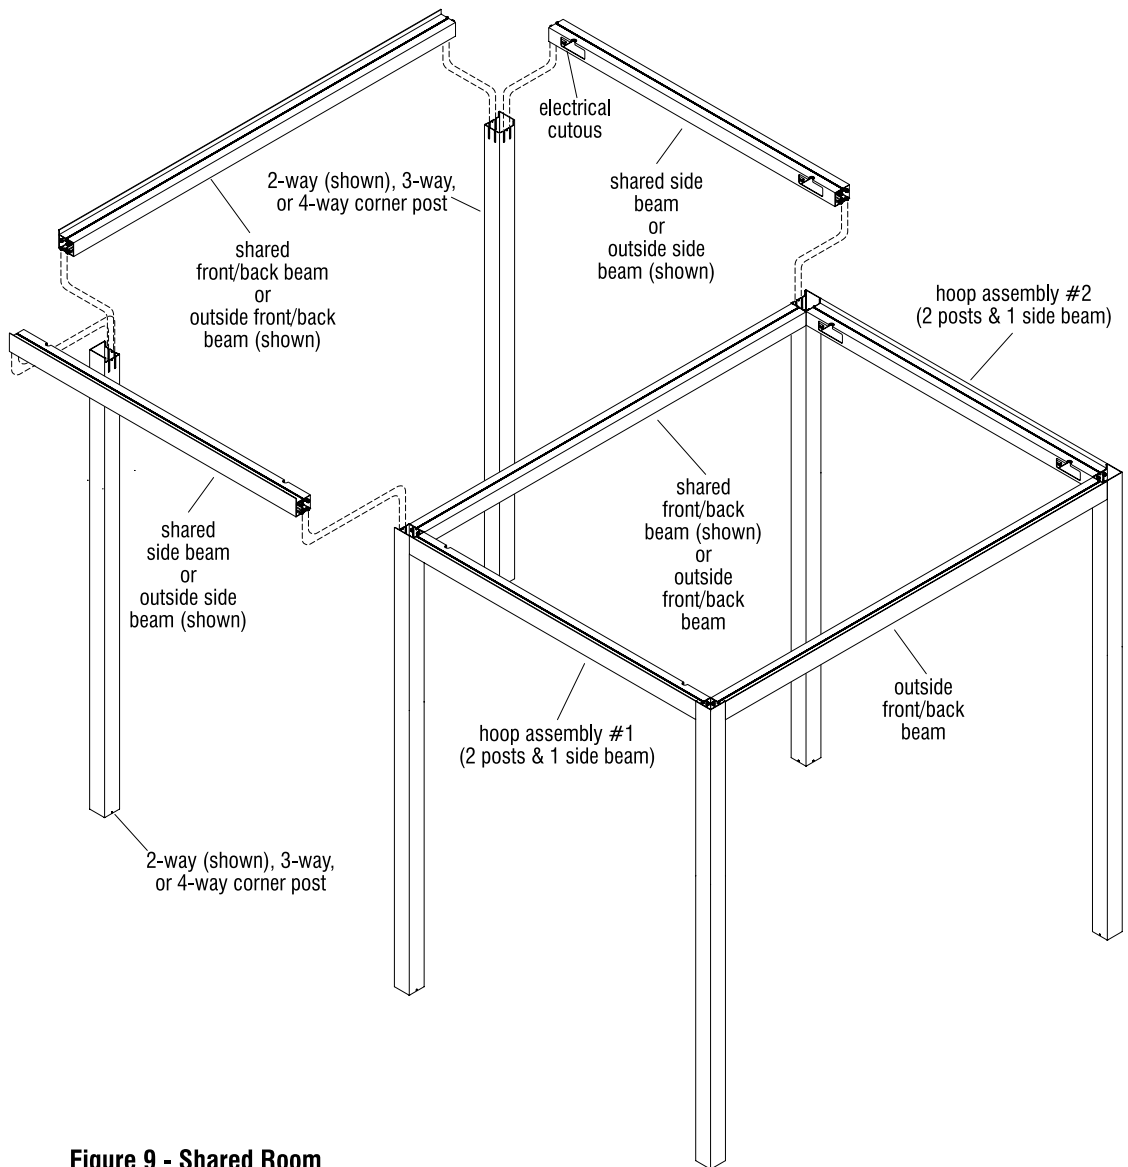 electrical
cutous
2-way (shown), 3-way,
or 4-way corner post
shared side
beam
or
outside side
beam (shown)
shared
front/back beam
or
outside front/back
beam (shown)
hoop assembly #2
(2 posts & 1 side beam)
shared
side beam
or
outside side
beam (shown)
shared
front/back
beam (shown)
or
outside
front/back
beam
outside
front/back
beam
hoop assembly #1
(2 posts & 1 side beam)
2-way (shown), 3-way,
or 4-way corner post
Figure 9 - Shared Room